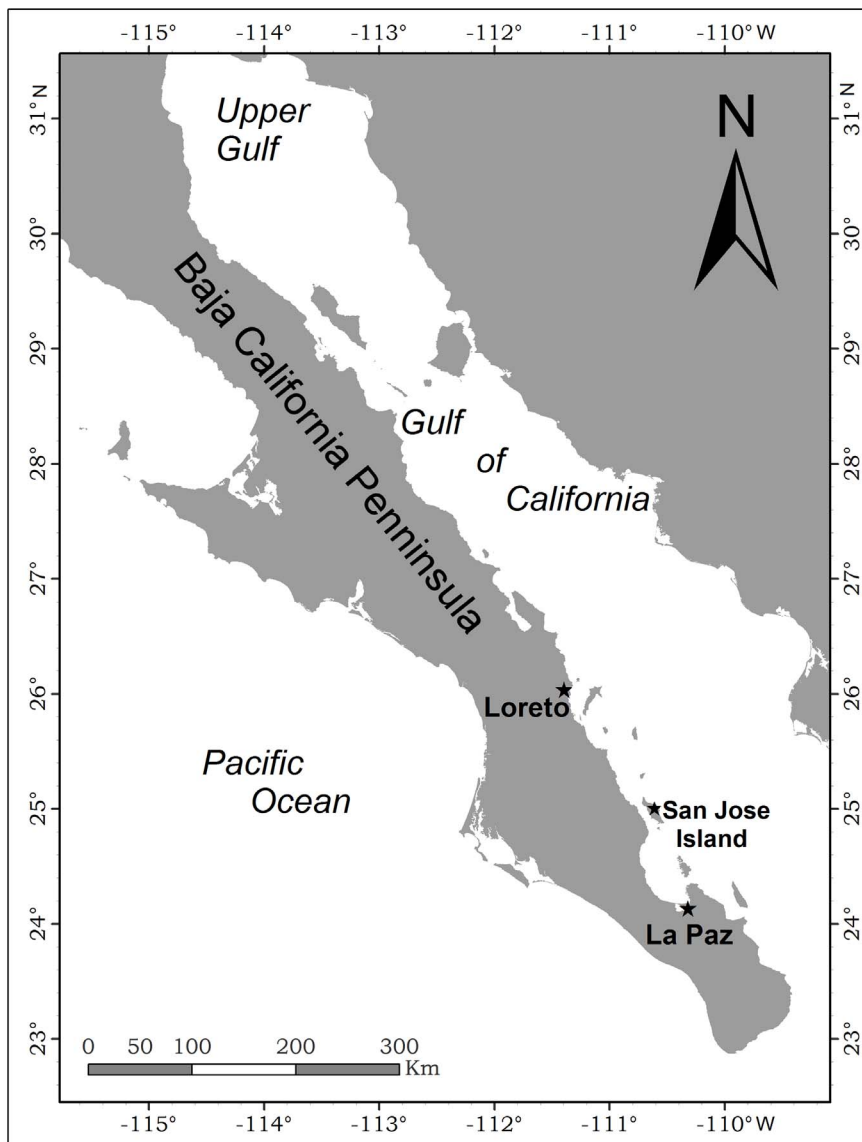 -115° -114° -113° -112° -111° -110° W
31° N
30°
29°
28°
27°
26°
25°
24°
23°
Upper
Gulf
N
Baja California Penninsula
Gulf
of
California
Loreto
Pacific
Ocean
San Jose
Island
La Paz
0 50 100 200 300
Km
31° N
30°
29°
28°
27°
26°
25°
24°
23°
-115° -114° -113° -112° -111° -110° W